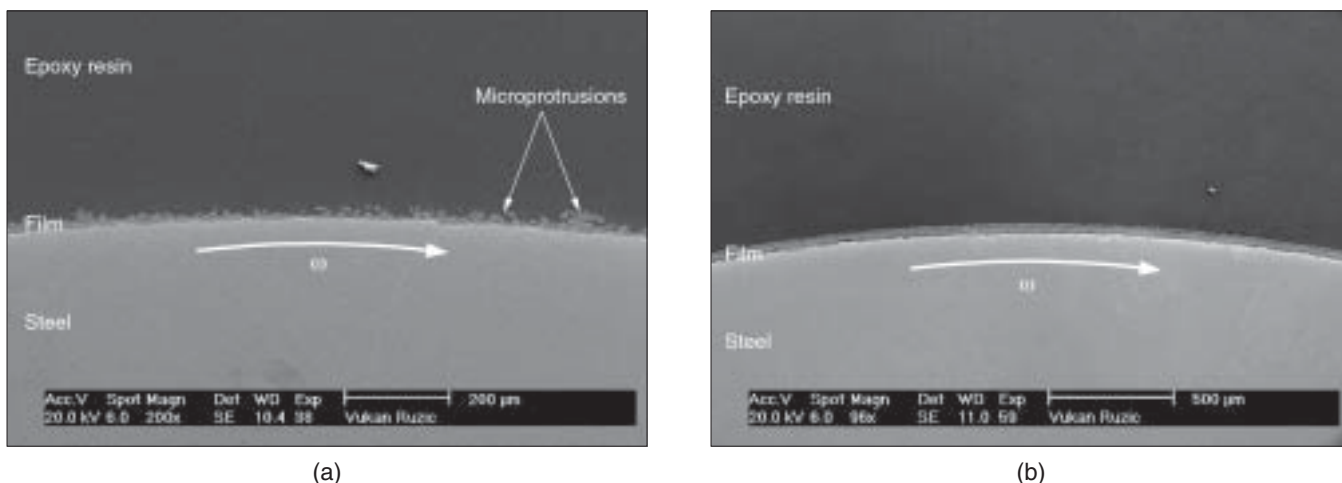 Epoxy resin
Microprotrusions
Film
ω
Steel
Acc.V Spot Magn Det WD Exp 200 µm
20.0 kV 6.0 200x SE 10.4 38 Vukan Ruzic
(a)
Epoxy resin
Film
ω
Steel
Acc.V Spot Magn Det WD Exp 500 µm
20.0 kV 6.0 96x SE 11.0 59 Vukan Ruzic
(b)